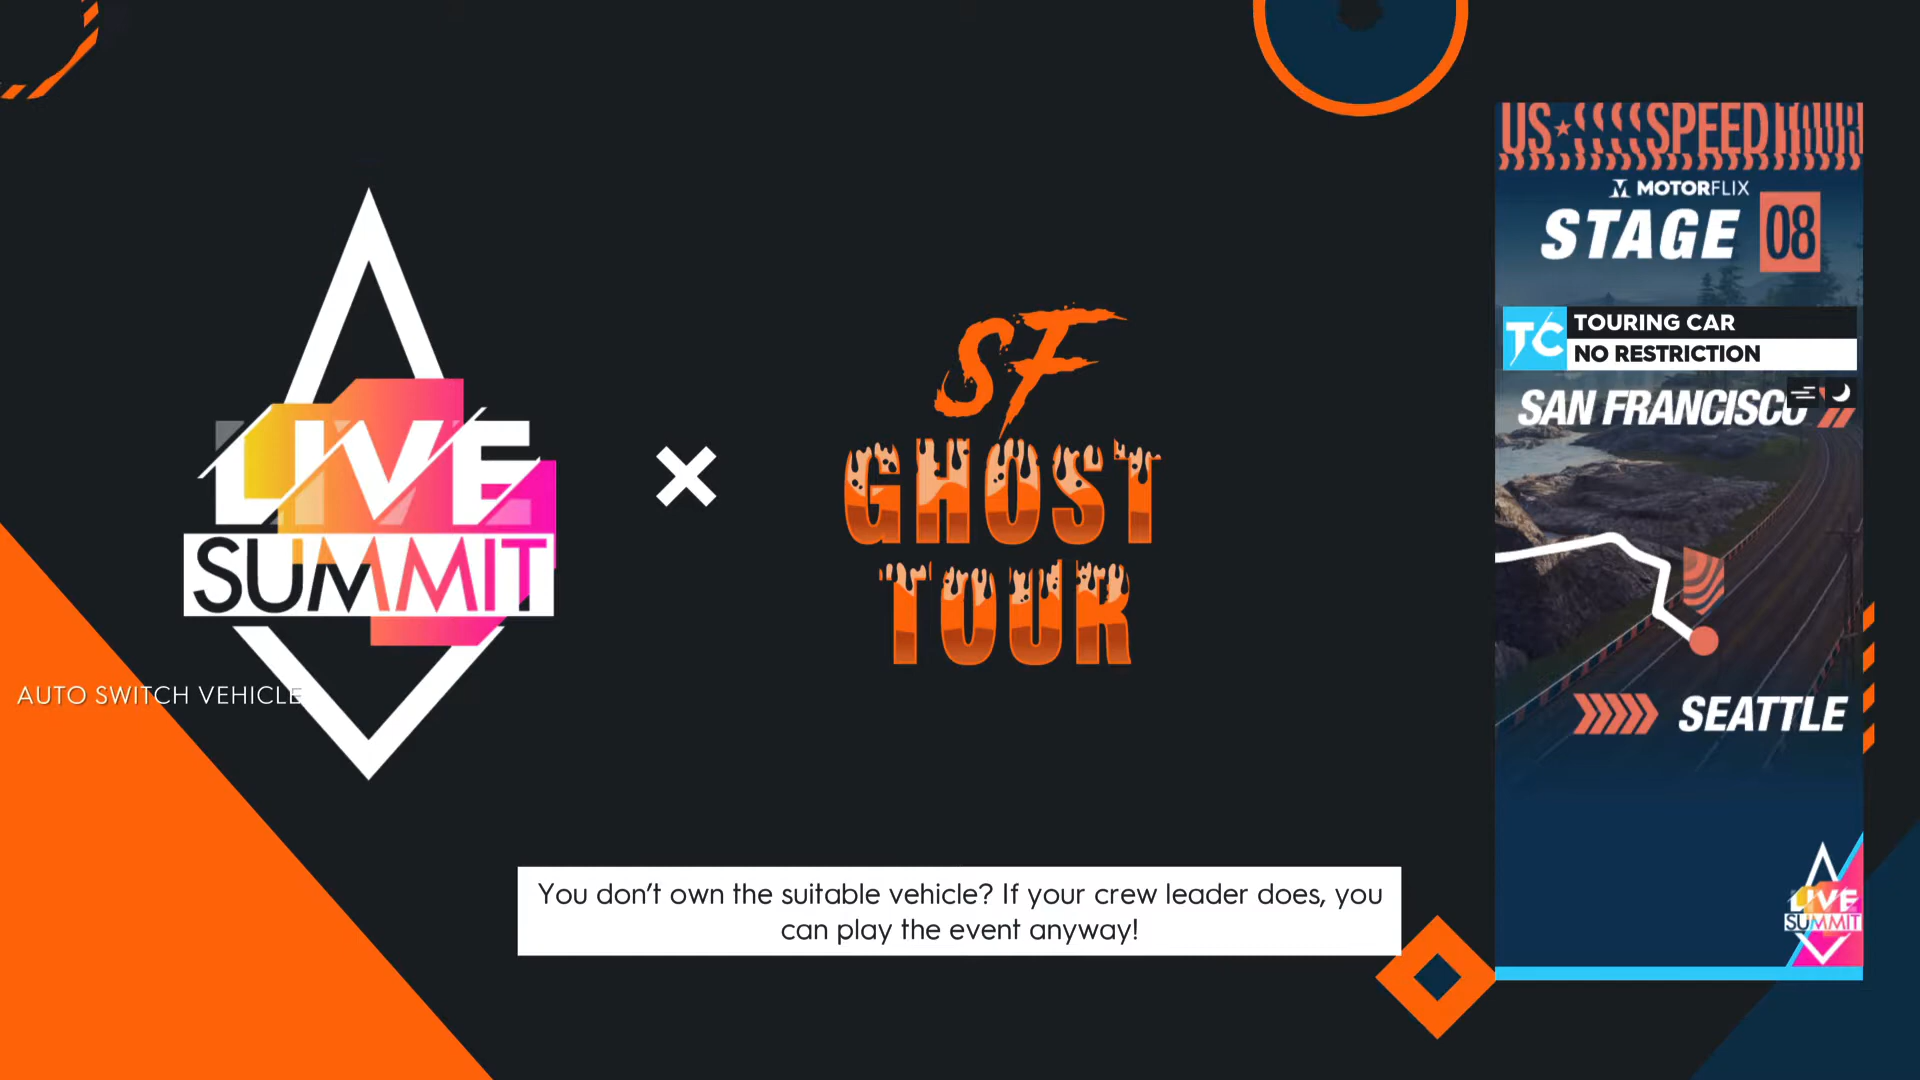 LIVE
SUMMIT
SF
GHOST
TOUR
AUTO SWITCH VEHICLE
You don't own the suitable vehicle? If your crew leader does, you
can play the event anyway!
US SPEED TOUR
MOTORFLIX
STAGE 08
TC
TOURING CAR
NO RESTRICTION
SAN FRANCISCO
SEATTLE
LIVE
SUMMIT